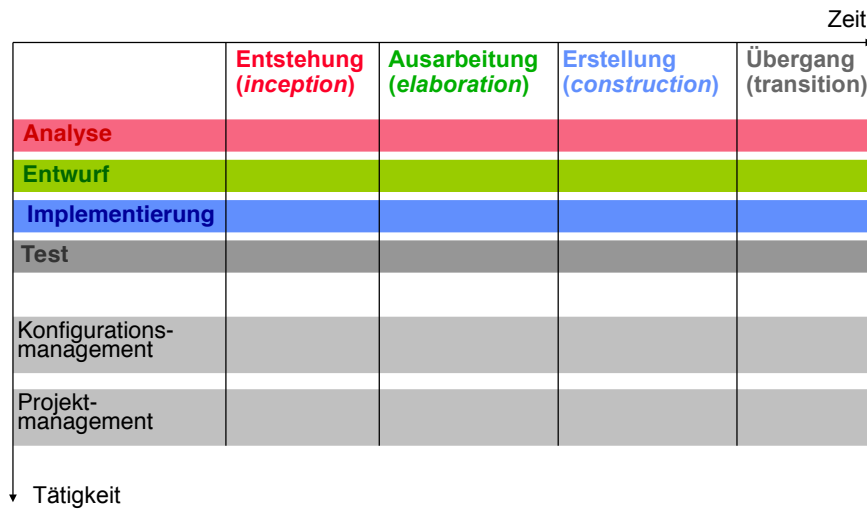 Zeit
Entstehung Ausarbeitung Erstellung Übergang
(inception) (elaboration) (construction) (transition)
Analyse
Entwurf
Implementierung
Test
Konfigurations-
management
Projekt-
management
Tätigkeit